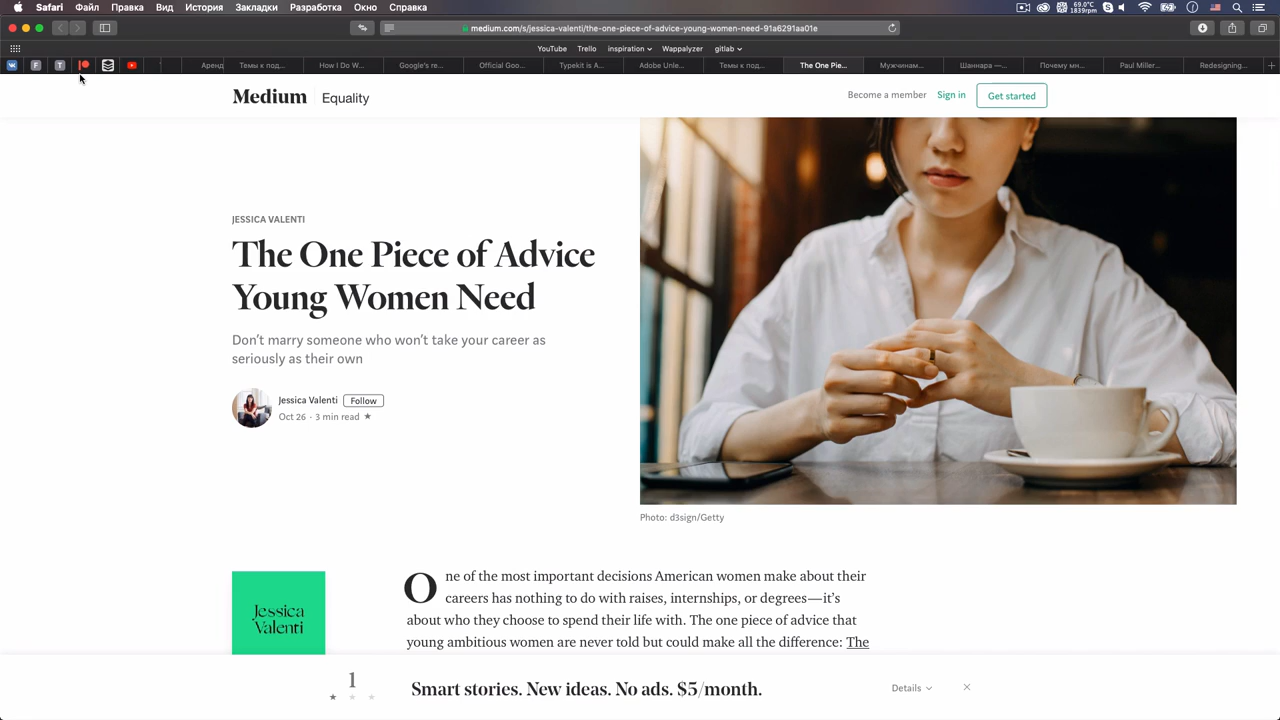 Safari Файл Правка Вид История Закладки Разработка Окно Справка
69.0°C
1839rpm
medium.com/s/jessica-valenti/the-one-piece-of-advice-young-women-need-91a6291aa01e
YouTube Trello inspiration Wappalyzer gitlab
F T Аренд Темы к под... How I Do W... Google's re... Official Goo... Typekit is A... Adobe Unle... Темы к под... The One Pie... Мужчинам... Шаннара —... Почему мн... Paul Miller... Redesigning...
Medium Equality
Become a member Sign in Get started
JESSICA VALENTI
The One Piece of Advice
Young Women Need
Don't marry someone who won't take your career as
seriously as their own
Jessica Valenti Follow
Oct 26 · 3 min read ★
Photo: d3sign/Getty
Jessica
Valenti
One of the most important decisions American women make about their
careers has nothing to do with raises, internships, or degrees—it's
about who they choose to spend their life with. The one piece of advice that
young ambitious women are never told but could make all the difference: The
1
Smart stories. New ideas. No ads. $5/month.
Details